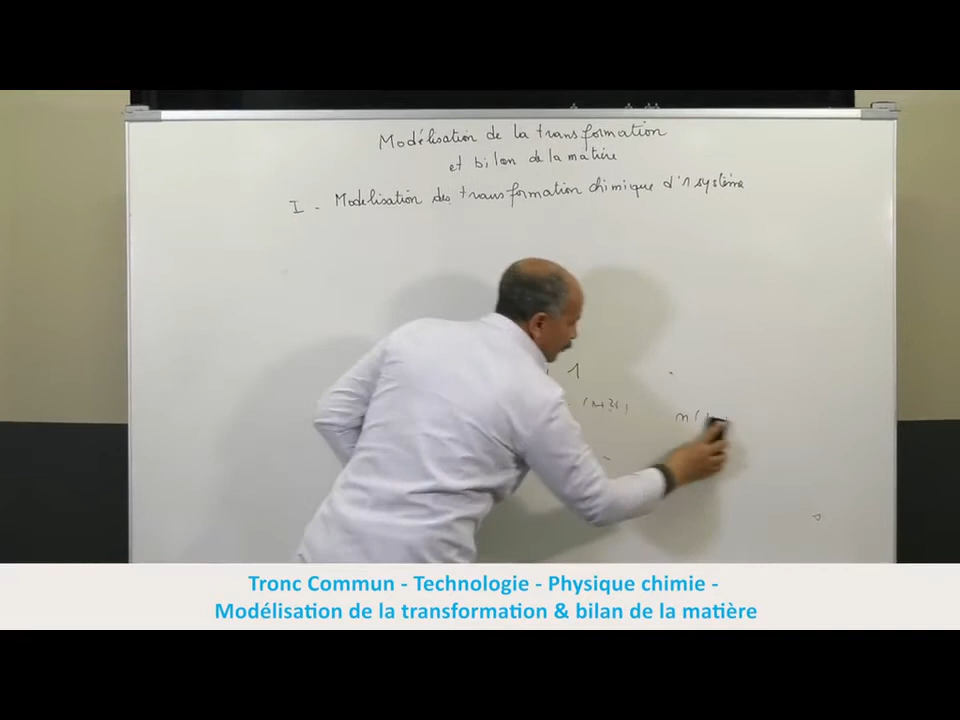 Modélisation de la transformation
et bilan de la matière
I - Modelisation des transformation chimique d'1 système
1
Tronc Commun - Technologie - Physique chimie -
Modélisation de la transformation & bilan de la matière